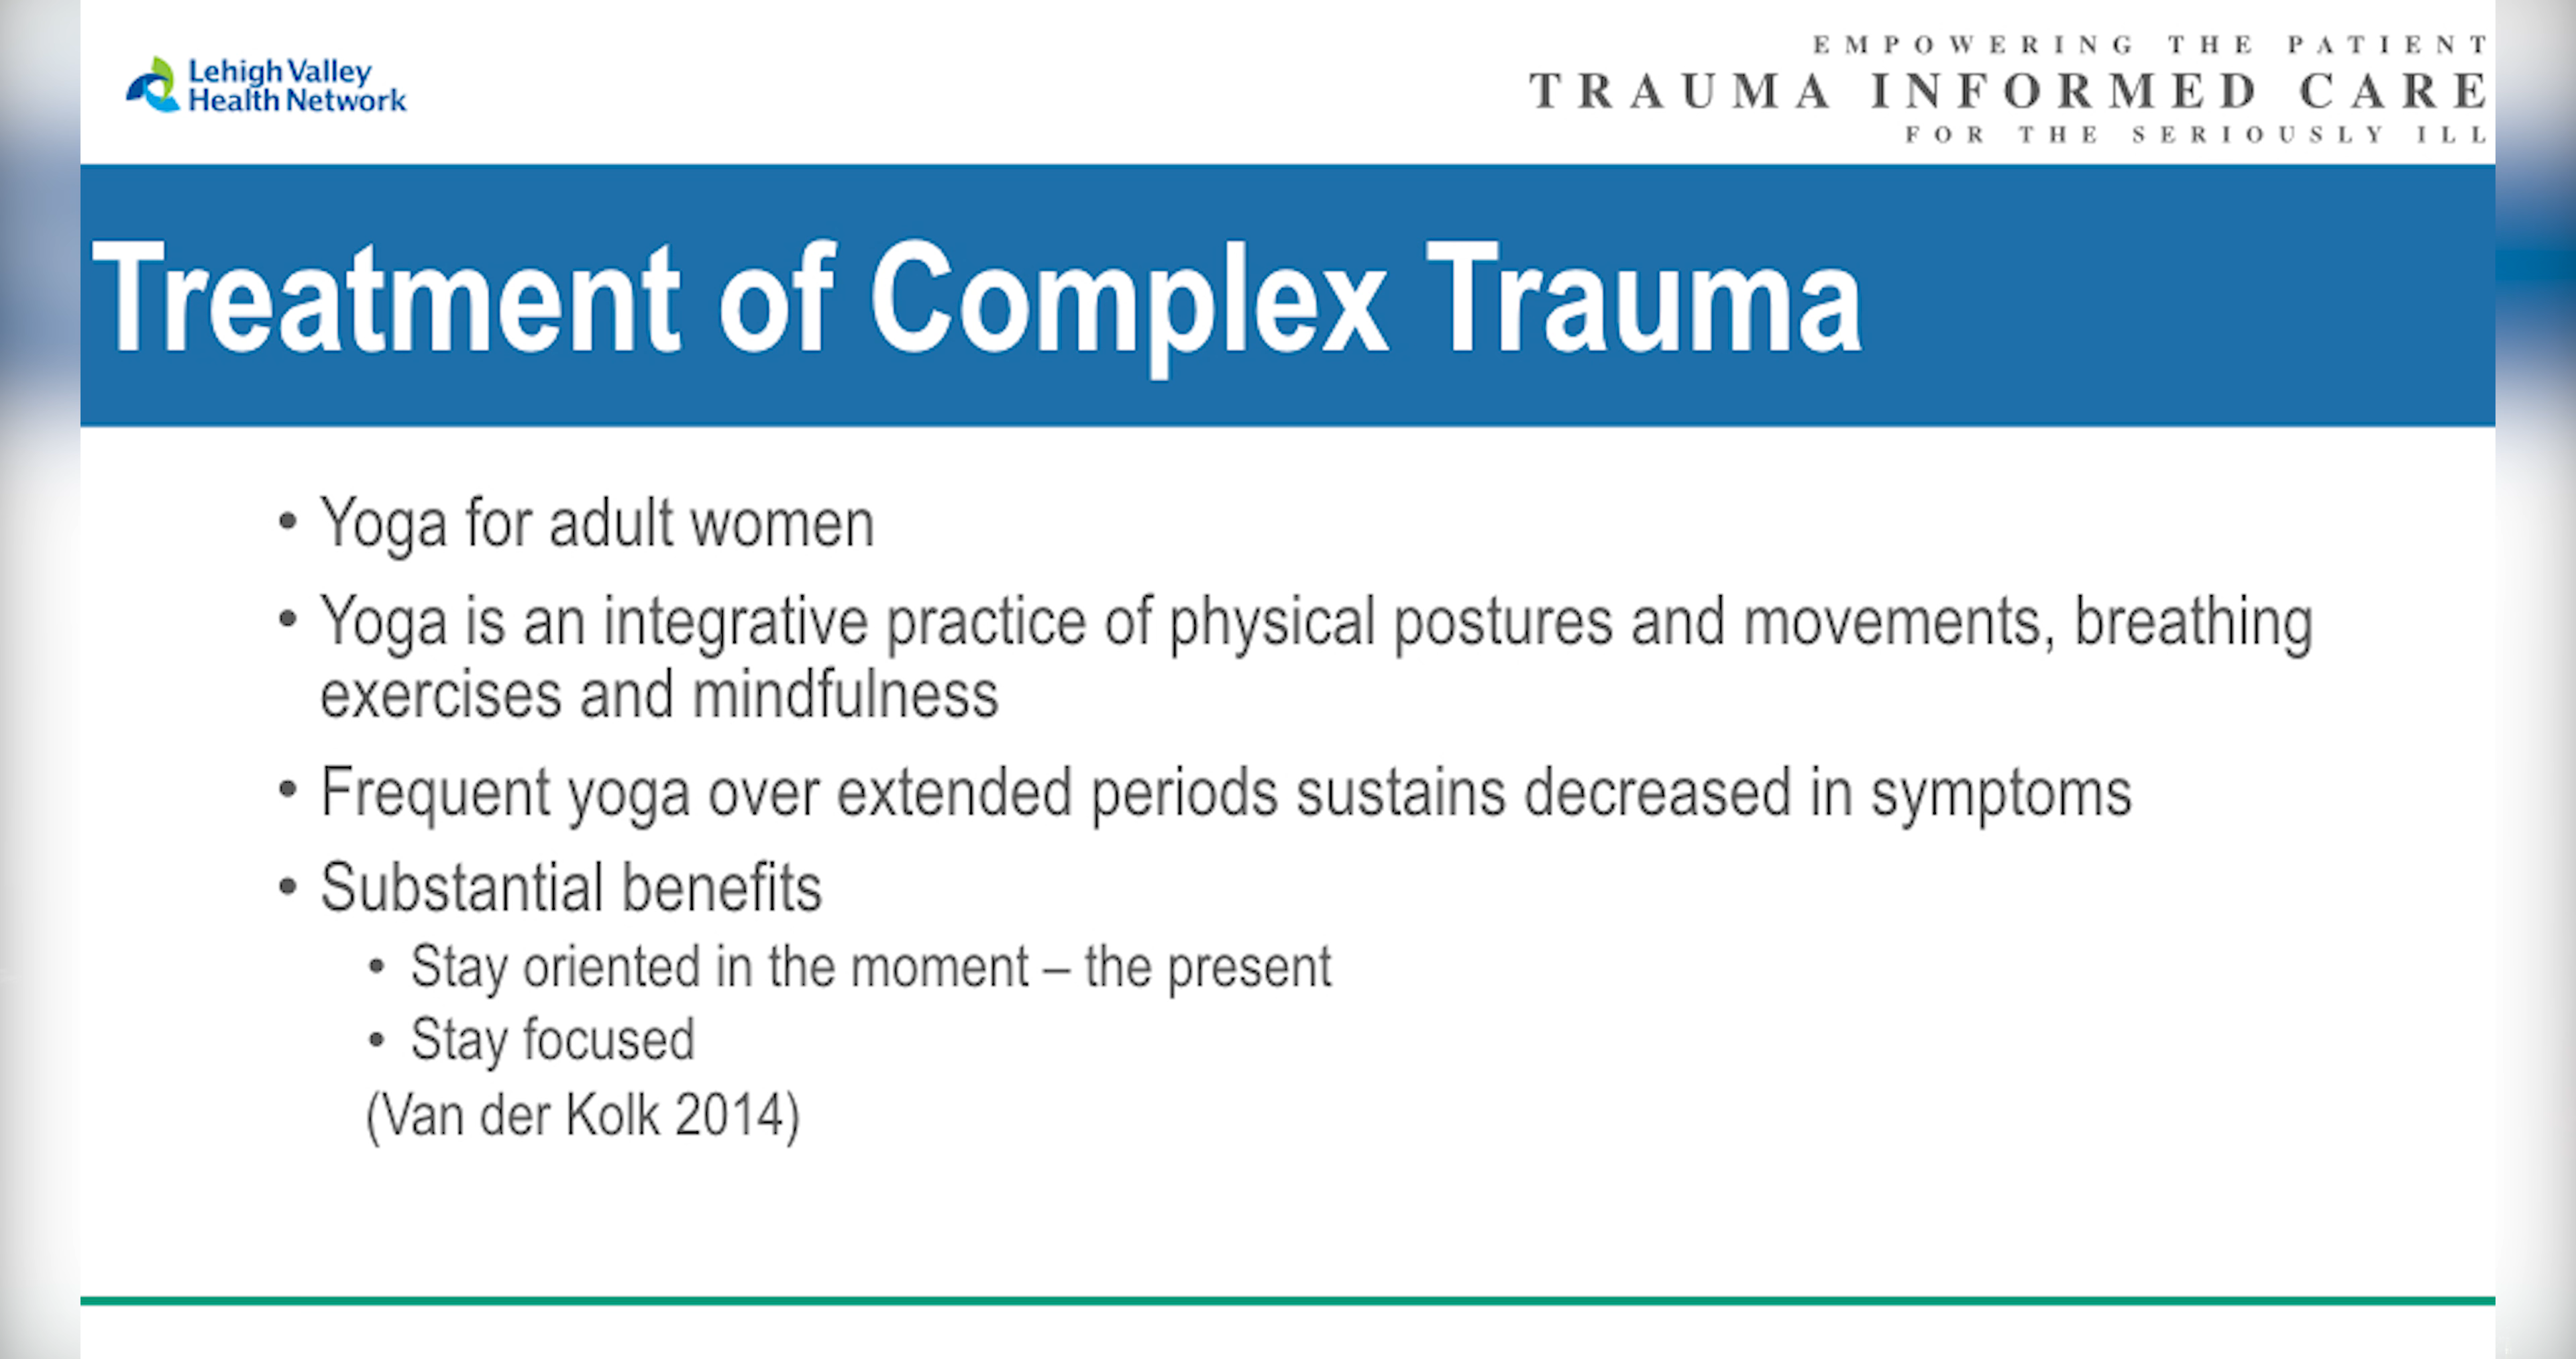 Lehigh Valley
Health Network
EMPOWERING THE PATIENT
TRAUMA INFORMED CARE
FOR THE SERIOUSLY ILL
Treatment of Complex Trauma
• Yoga for adult women
• Yoga is an integrative practice of physical postures and movements, breathing
exercises and mindfulness
• Frequent yoga over extended periods sustains decreased in symptoms
• Substantial benefits
• Stay oriented in the moment – the present
• Stay focused
(Van der Kolk 2014)